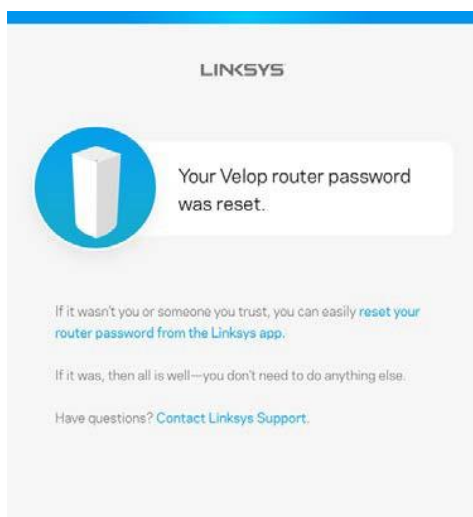 LINKSYS
Your Velop router password
was reset.
If it wasn't you or someone you trust, you can easily reset your
router password from the Linksys app.
If it was, then all is well—you don't need to do anything else.
Have questions? Contact Linksys Support.